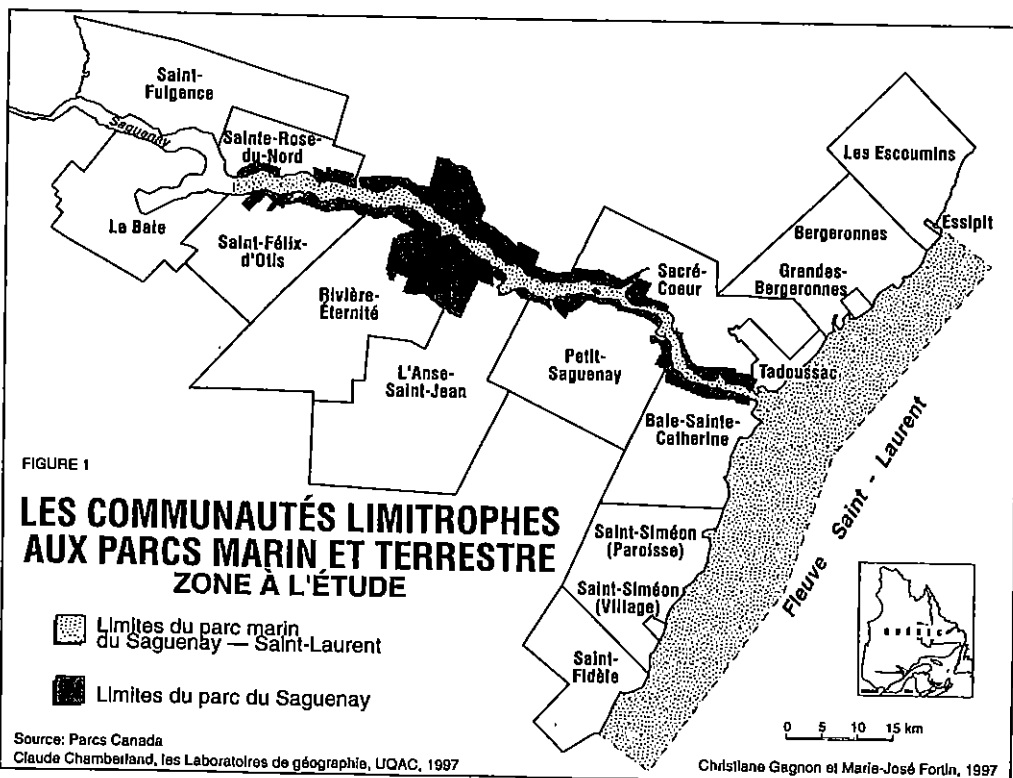 Saint-
Fulgence
Saguenay
Sainte-Rose-
du-Nord
La Baie
Saint-Félix-
d'Otis
Rivière-
Éternité
L'Anse-
Saint-Jean
Petit-
Saguenay
Sacré-
Coeur
Les Escoumins
Essipit
Bergeronnes
Grandes-
Bergeronnes
Tadoussac
Baie-Sainte-
Catherine
Saint-Siméon
(Paroisse)
Saint-Siméon
(Village)
Saint-
Fidèle
Fleuve Saint - Laurent
FIGURE 1
LES COMMUNAUTÉS LIMITROPHES
AUX PARCS MARIN ET TERRESTRE
ZONE À L'ÉTUDE
Limites du parc marin
du Saguenay — Saint-Laurent
Limites du parc du Saguenay
0 5 10 15 km
Source: Parcs Canada
Claude Chamberland, les Laboratoires de géographie, UQAC, 1997
Christiane Gagnon et Marie-José Fortin, 1997